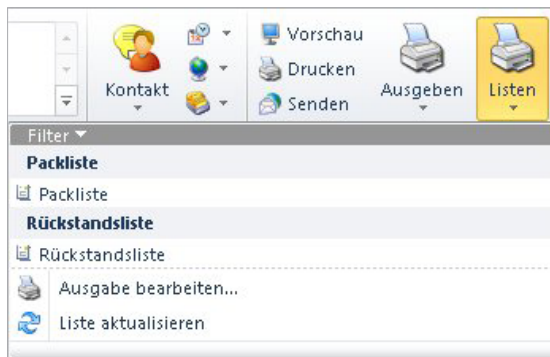 Kontakt
Vorschau
Drucken
Senden
Ausgeben
Listen
Filter
Packliste
Packliste
Rückstandsliste
Rückstandsliste
Ausgabe bearbeiten...
Liste aktualisieren